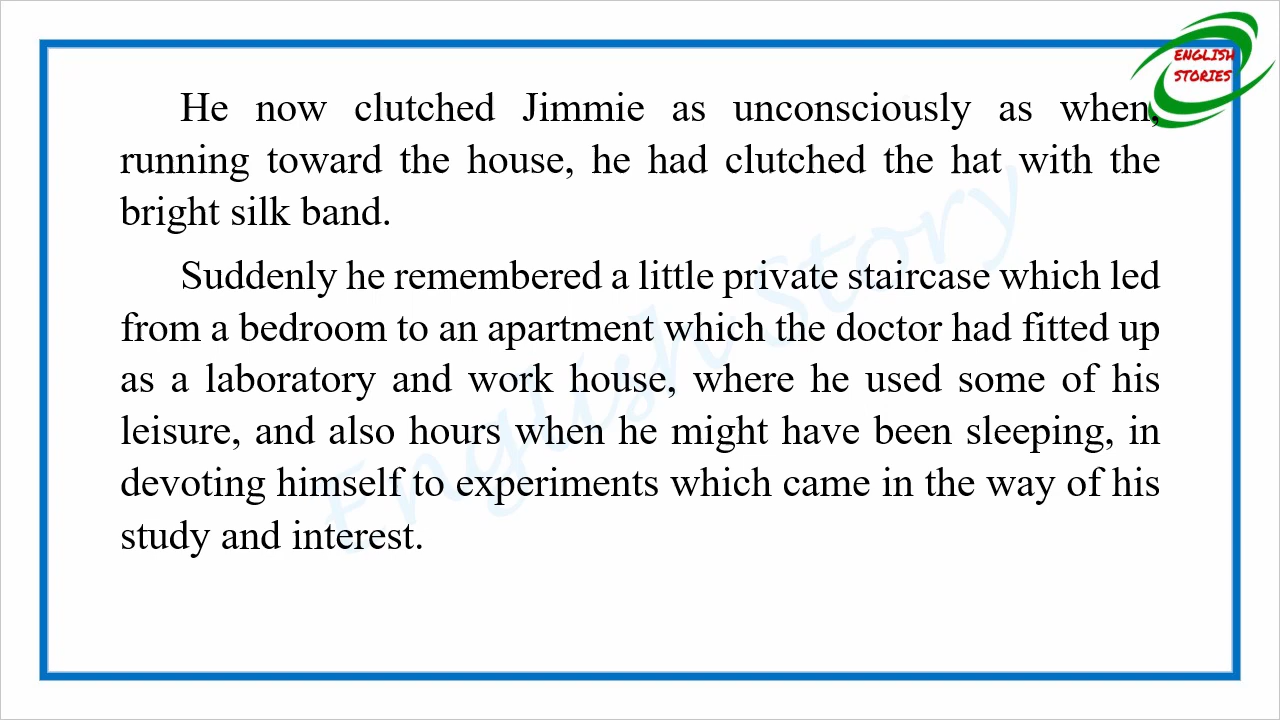 ENGLISH
STORIES
He now clutched Jimmie as unconsciously as when,
running toward the house, he had clutched the hat with the
bright silk band.
Suddenly he remembered a little private staircase which led
from a bedroom to an apartment which the doctor had fitted up
as a laboratory and work house, where he used some of his
leisure, and also hours when he might have been sleeping, in
devoting himself to experiments which came in the way of his
study and interest.
English Story